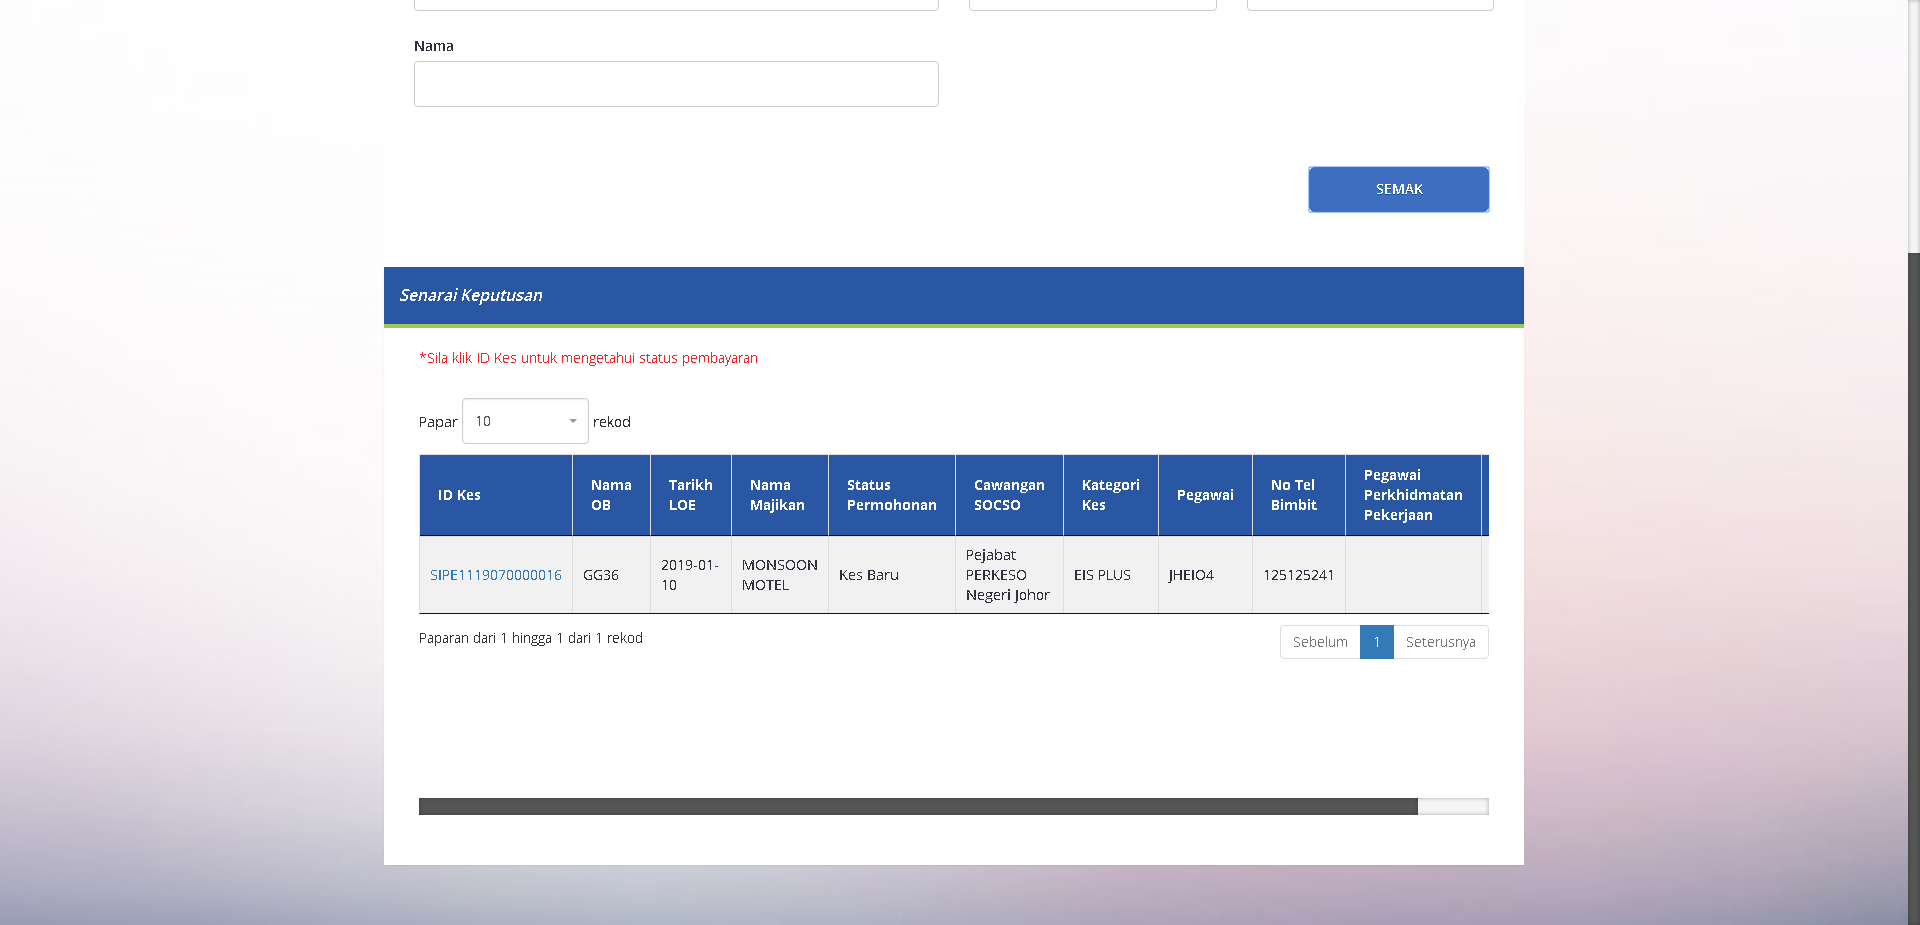 Nama
SEMAK
Senarai Keputusan
*Sila klik ID Kes untuk mengetahui status pembayaran
Papar 10 rekod
ID Kes
Nama
OB
Tarikh
LOE
Nama
Majikan
Status
Permohonan
Cawangan
SOCSO
Kategori
Kes
Pegawai
No Tel
Bimbit
Pegawai
Perkhidmatan
Pekerjaan
SIPE1119070000016
GG36
2019-01-
10
MONSOON
MOTEL
Kes Baru
Pejabat
PERKESO
Negeri Johor
EIS PLUS
JHEIO4
125125241
Paparan dari 1 hingga 1 dari 1 rekod
Sebelum 1 Seterusnya